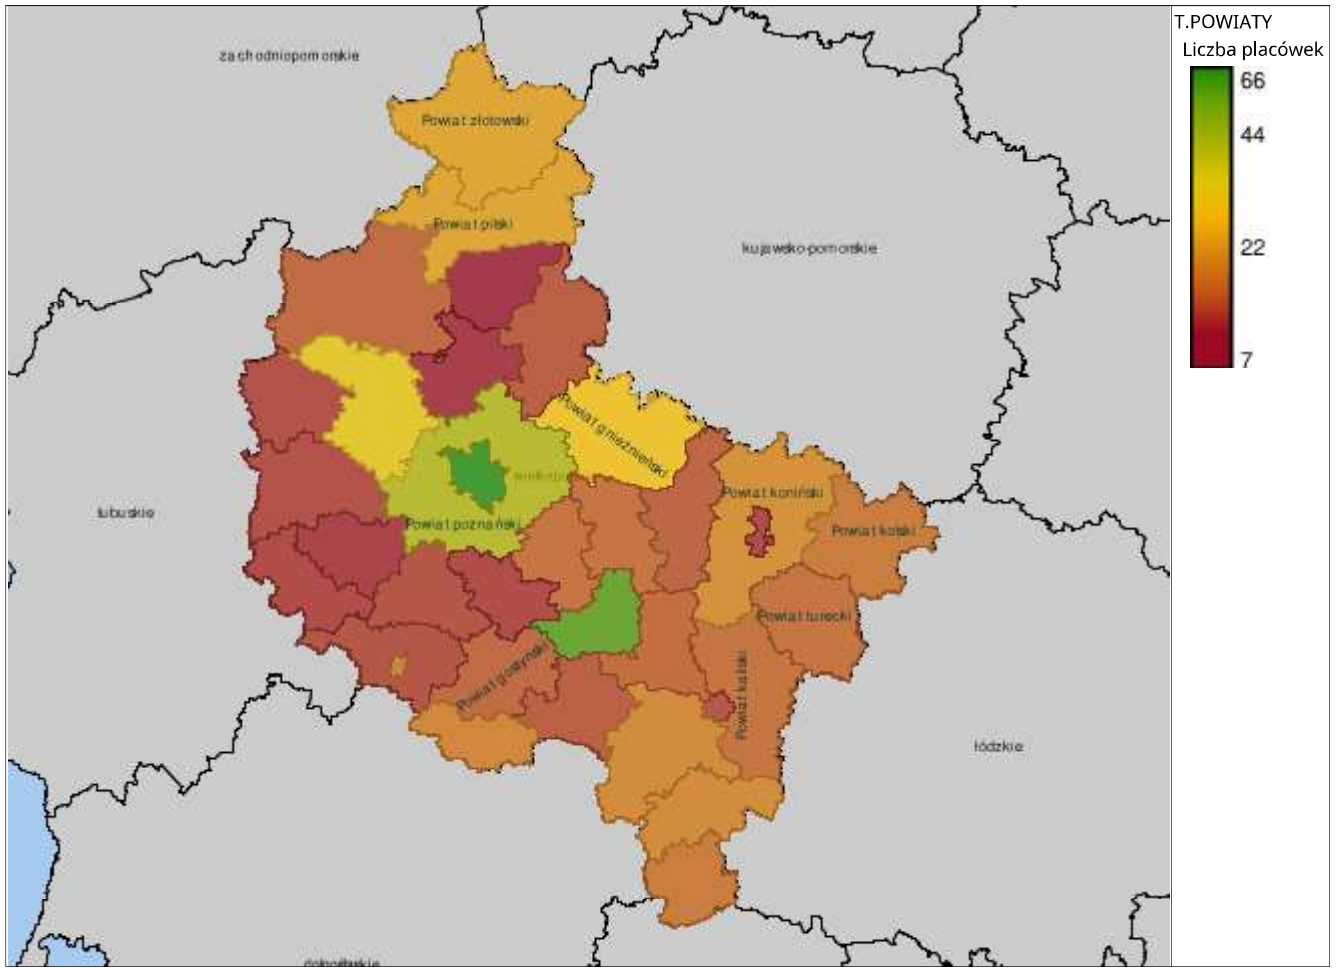 T.POWIATY
Liczba placówek
66
44
22
7
zachodniopomorskie
Powiat złotowski
Powiat pilski
kujawsko-pomorskie
Powiat gnieźnieński
Powiat koniński
lubuskie
Powiat poznański
Powiat kolski
Powiat turecki
Powiat gostyński
Powiat kaliski
łódzkie